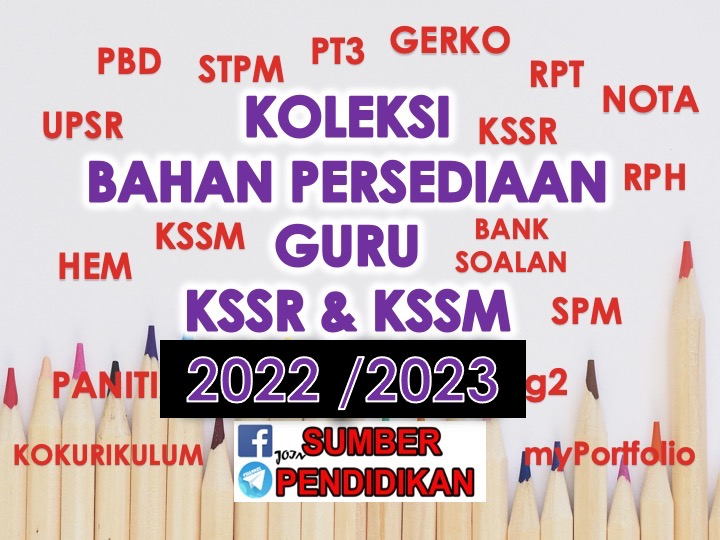 PBD
STPM
PT3
GERKO
RPT
NOTA
UPSR
KOLEKSI
KSSR
BAHAN PERSEDIAAN
RPH
GURU
KSSM
BANK
SOALAN
HEM
KSSR & KSSM
SPM
PANITI
2022 /2023
g2
KOKURIKULUM
JOIN SUMBER
PENDIDIKAN
myPortfolio